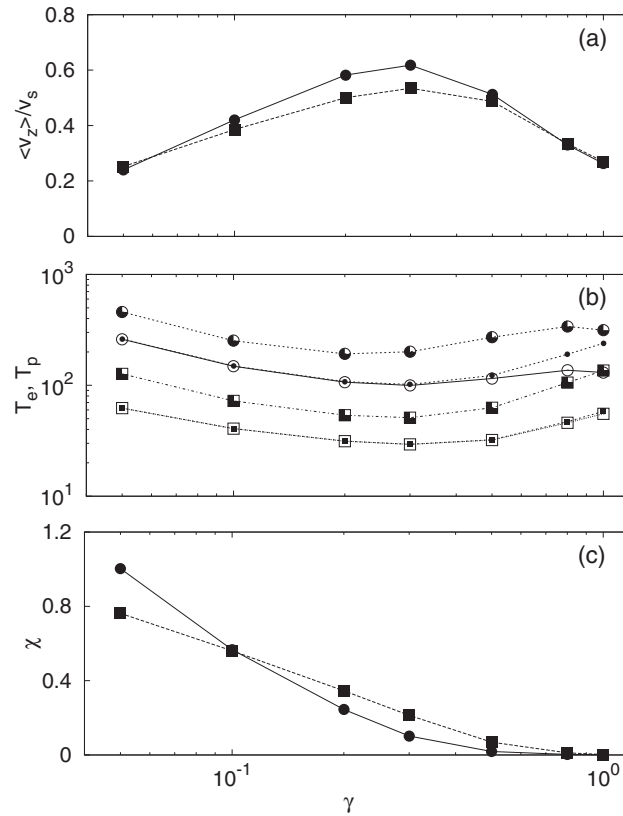 0.8
(a)
0.6
<v_z>/v_s
0.4
0.2
0
10^3
(b)
T_e, T_p
10^2
10^1
1.2
(c)
0.8
χ
0.4
0
10^-1
10^0
γ